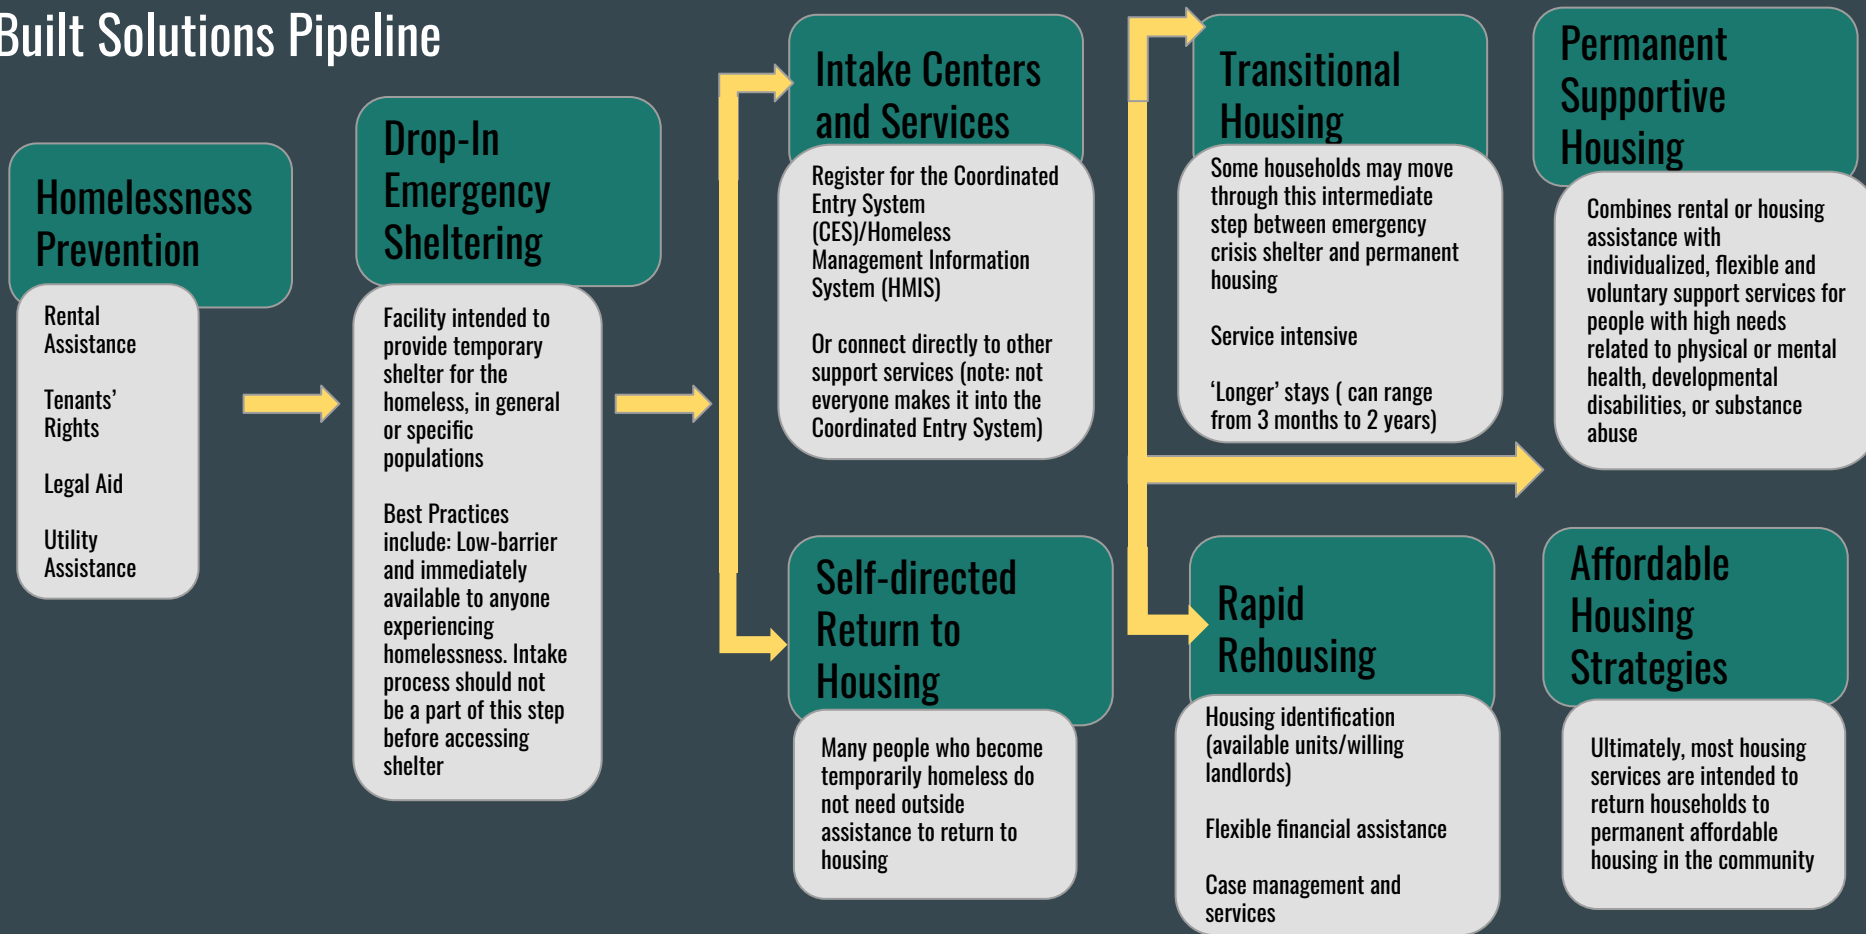 Built Solutions Pipeline
Homelessness
Prevention
Rental
Assistance
Tenants’
Rights
Legal Aid
Utility
Assistance
Drop-In
Emergency
Sheltering
Facility intended to
provide temporary
shelter for the
homeless, in general
or specific
populations
Best Practices
include: Low-barrier
and immediately
available to anyone
experiencing
homelessness. Intake
process should not
be a part of this step
before accessing
shelter
Intake Centers
and Services
Register for the Coordinated
Entry System
(CES)/Homeless
Management Information
System (HMIS)
Or connect directly to other
support services (note: not
everyone makes it into the
Coordinated Entry System)
Self-directed
Return to
Housing
Many people who become
temporarily homeless do
not need outside
assistance to return to
housing
Transitional
Housing
Some households may move
through this intermediate
step between emergency
crisis shelter and permanent
housing
Service intensive
‘Longer’ stays ( can range
from 3 months to 2 years)
Rapid
Rehousing
Housing identification
(available units/willing
landlords)
Flexible financial assistance
Case management and
services
Permanent
Supportive
Housing
Combines rental or housing
assistance with
individualized, flexible and
voluntary support services for
people with high needs
related to physical or mental
health, developmental
disabilities, or substance
abuse
Affordable
Housing
Strategies
Ultimately, most housing
services are intended to
return households to
permanent affordable
housing in the community